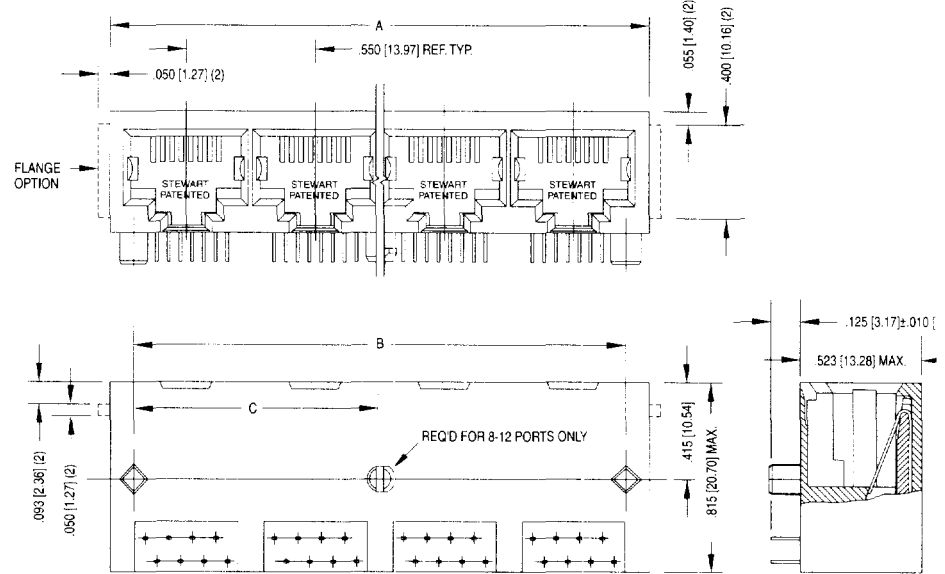 A
.550 [13.97] REF. TYP.
.050 [1.27] (2)
.055 [1.40] (2)
.400 [10.16] (2)
FLANGE
OPTION
STEWART
PATENTED
STEWART
PATENTED
STEWART
PATENTED
STEWART
PATENTED
B
.125 [3.17]±.010 [
.523 [13.28] MAX.
C
REQ'D FOR 8-12 PORTS ONLY
.093 [2.36] (2)
.050 [1.27] (2)
.415 [10.54]
.815 [20.70] MAX.